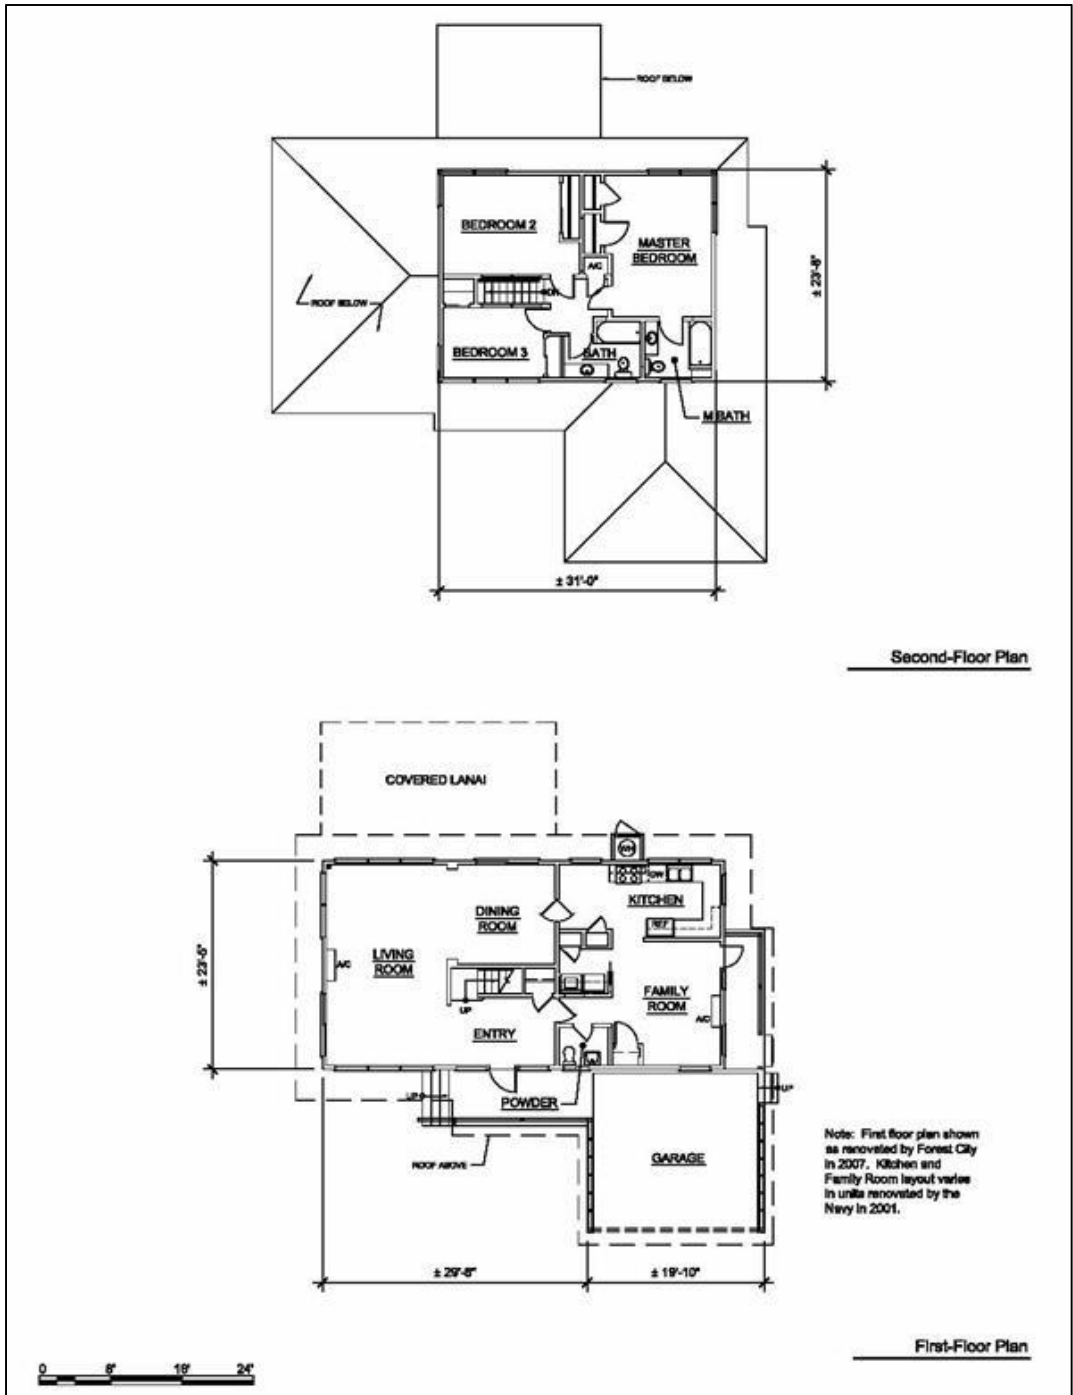 ROOF BELOW
BEDROOM 2
MASTER
BEDROOM
A/C
± 23'-8"
DN
ROOF BELOW
BEDROOM 3
BATH
M BATH
± 31'-0"
Second-Floor Plan
COVERED LANAI
WH
DW
KITCHEN
DINING
ROOM
REF
± 23'-5"
LIVING
ROOM
A/C
FAMILY
ROOM
UP
A/C
ENTRY
UP
POWDER
UP
ROOF ABOVE
GARAGE
Note: First floor plan shown
as renovated by Forest City
in 2007. Kitchen and
Family Room layout varies
in units renovated by the
Navy in 2001.
± 29'-8"
± 19'-10"
First-Floor Plan
0 8' 16' 24'